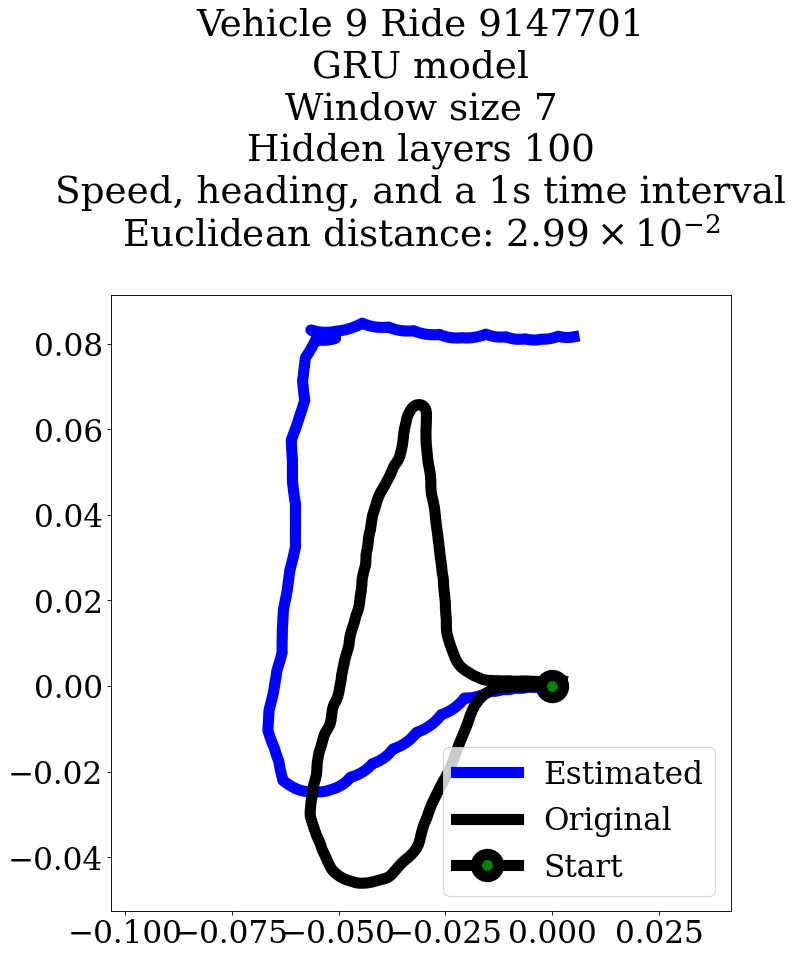 Vehicle 9 Ride 9147701
GRU model
Window size 7
Hidden layers 100
Speed, heading, and a 1s time interval
Euclidean distance: 2.99 × 10⁻²
0.08
0.06
0.04
0.02
0.00
−0.02
−0.04
Estimated
Original
Start
−0.100 −0.075 −0.050 −0.025 0.000 0.025